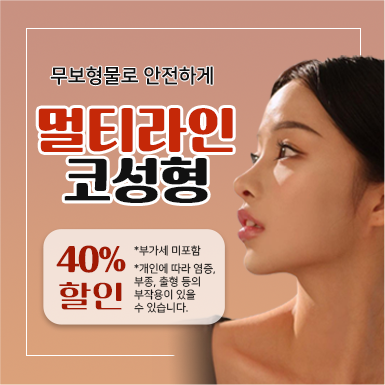 무보형물로 안전하게
멀티라인
코성형
40%
할인
*부가세 미포함
*개인에 따라 염증,
부종, 출형 등의
부작용이 있을
수 있습니다.